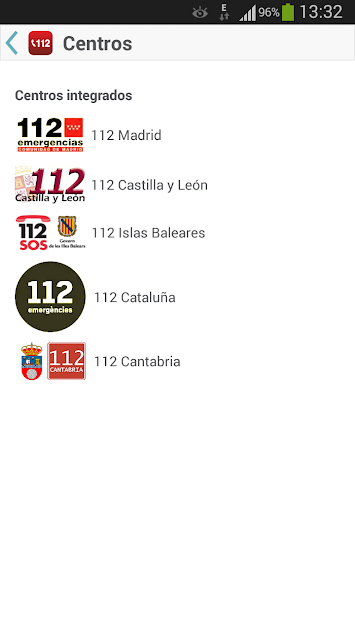 E 96% 13:32
112 Centros
Centros integrados
112
emergencias
COMUNIDAD DE MADRID
112 Madrid
112
Castilla y León
112 Castilla y León
112
SOS
Govern
de les Illes Balears
112 Islas Baleares
112
emergències
112 Cataluña
112
CANTABRIA
112 Cantabria